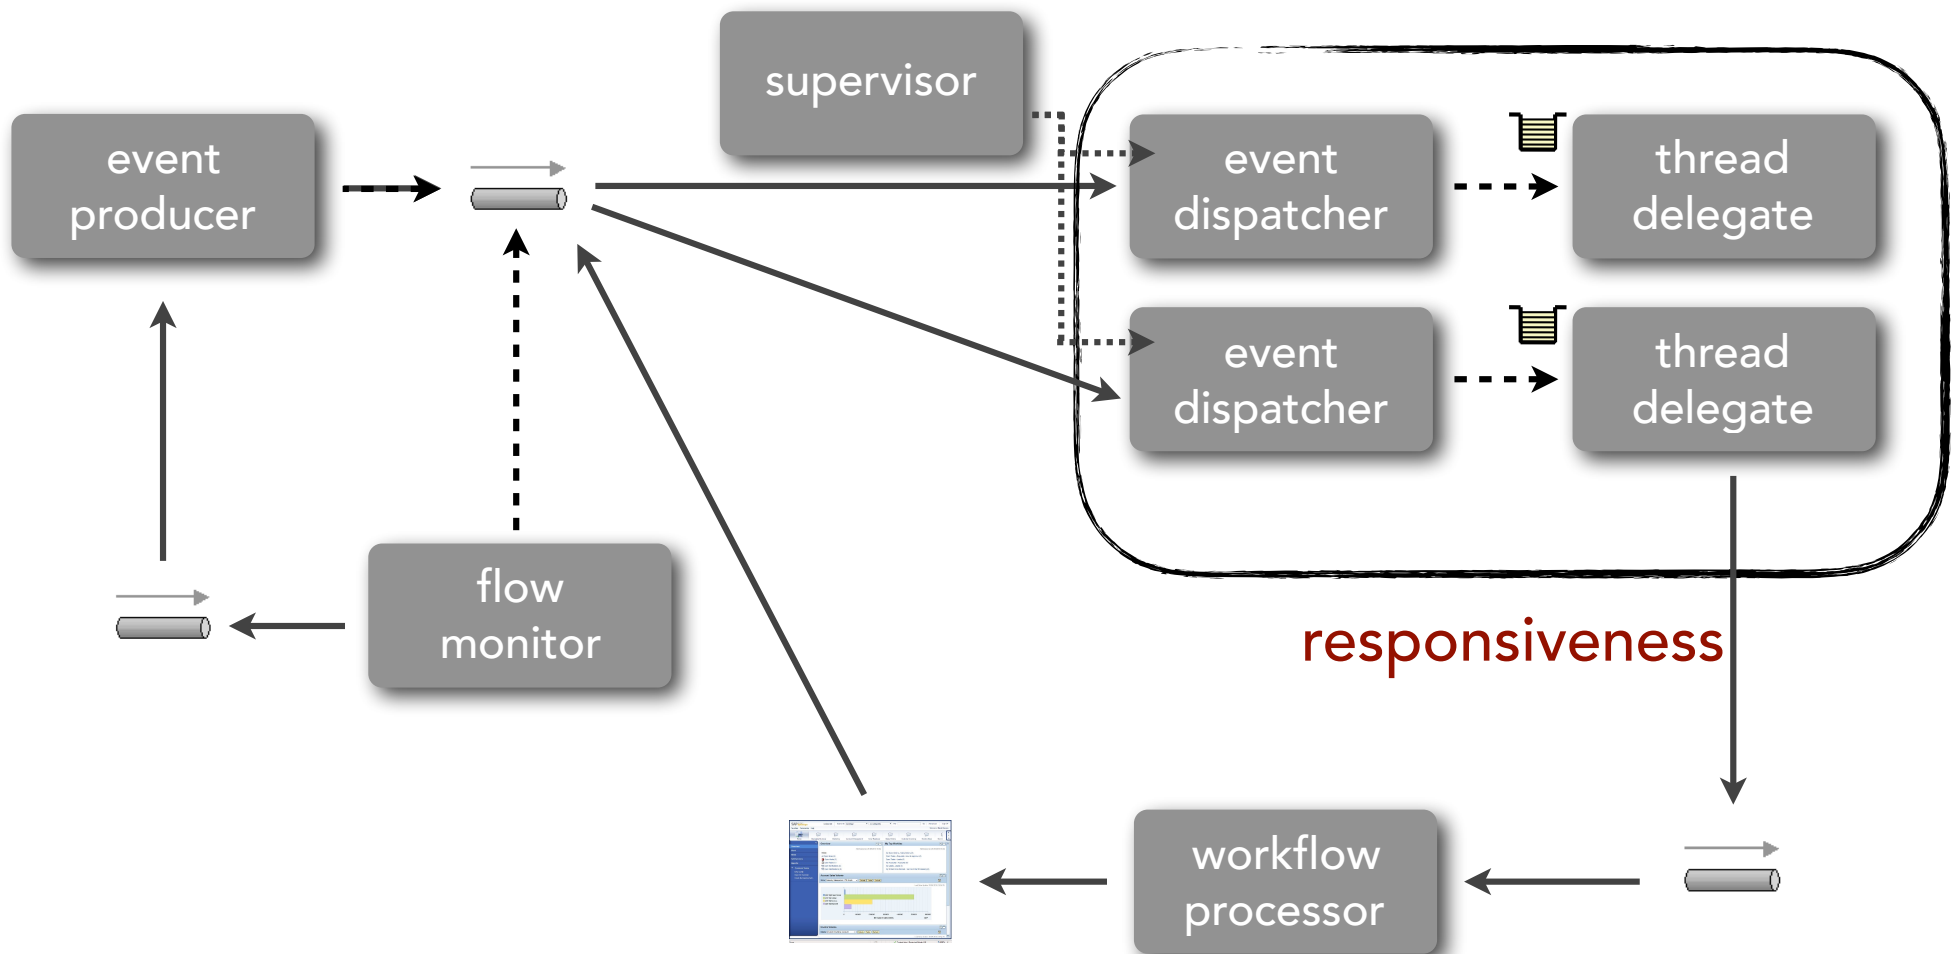 supervisor
event
producer
event
dispatcher
thread
delegate
event
dispatcher
thread
delegate
flow
monitor
responsiveness
workflow
processor